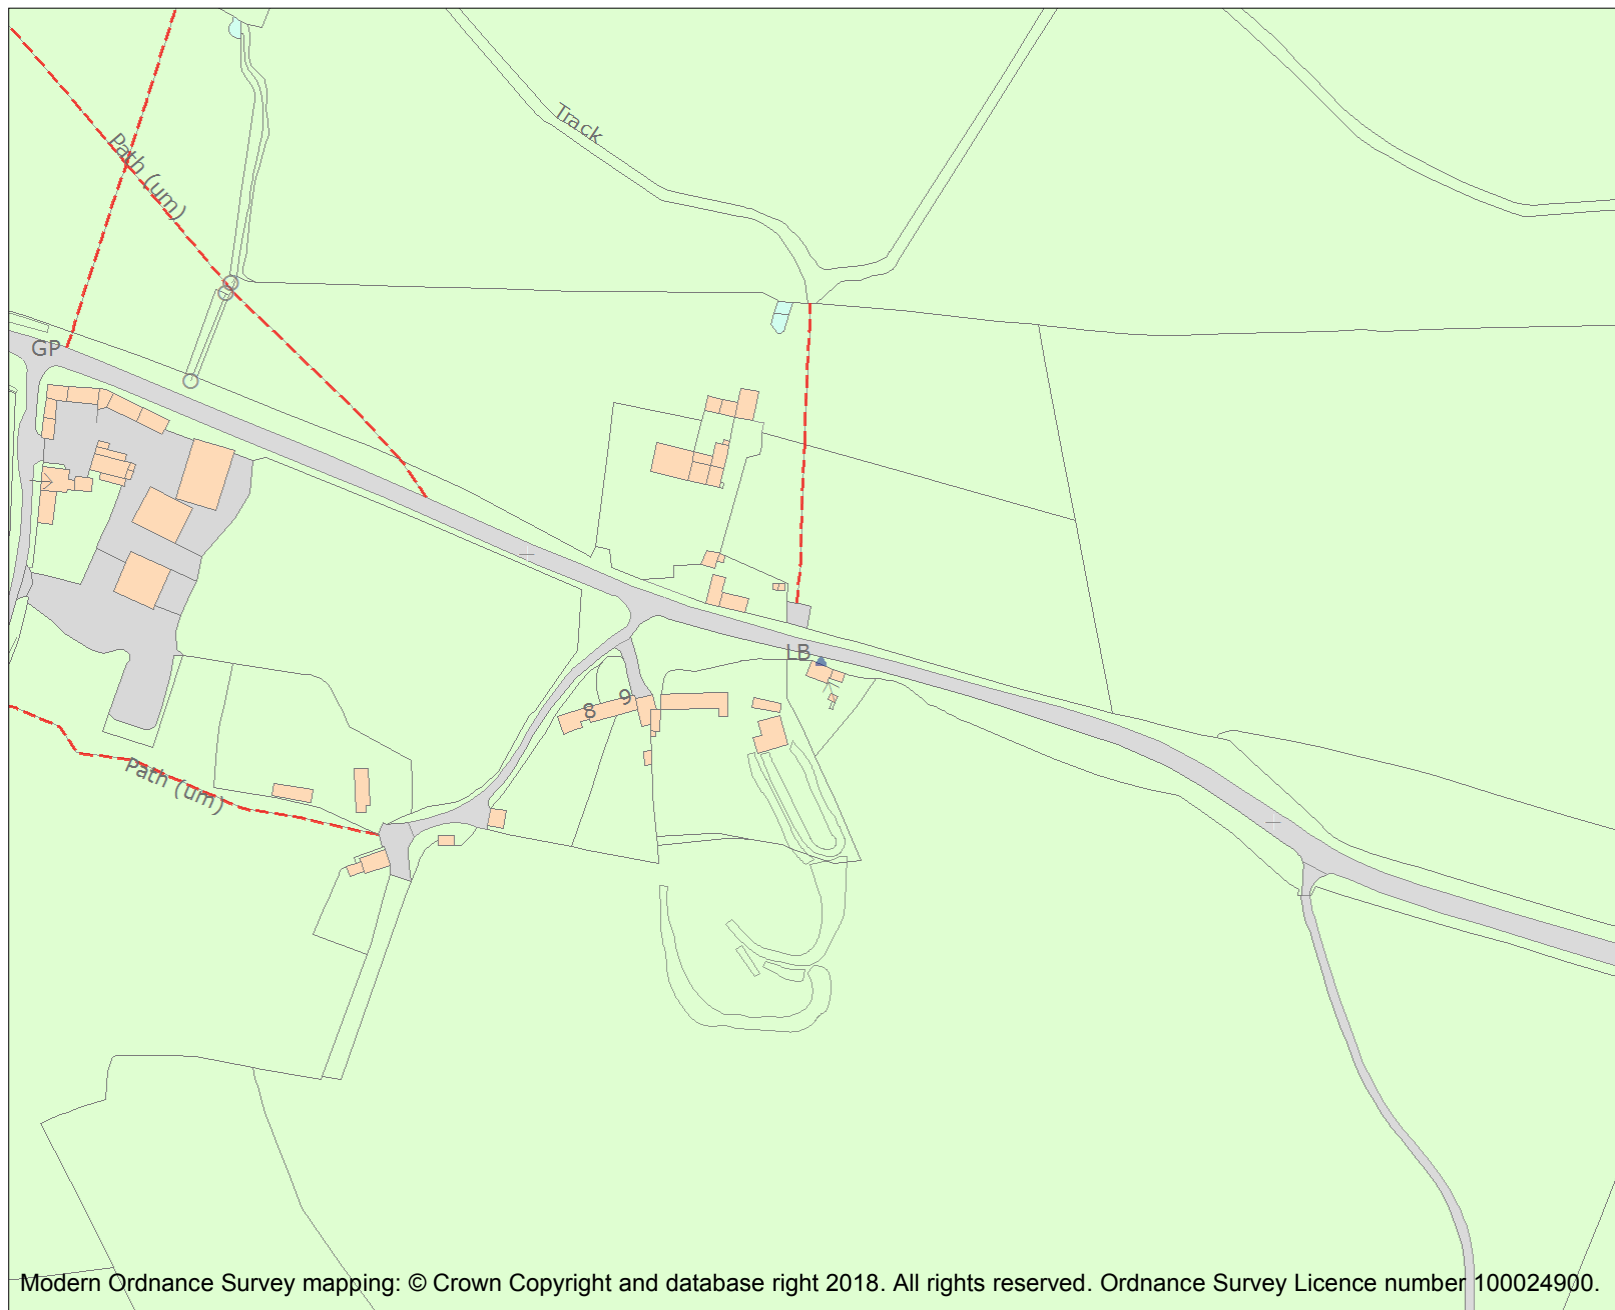 Track
Path (um)
GP
LB
9
8
Path (um)
Modern Ordnance Survey mapping: © Crown Copyright and database right 2018. All rights reserved. Ordnance Survey Licence number 100024900.